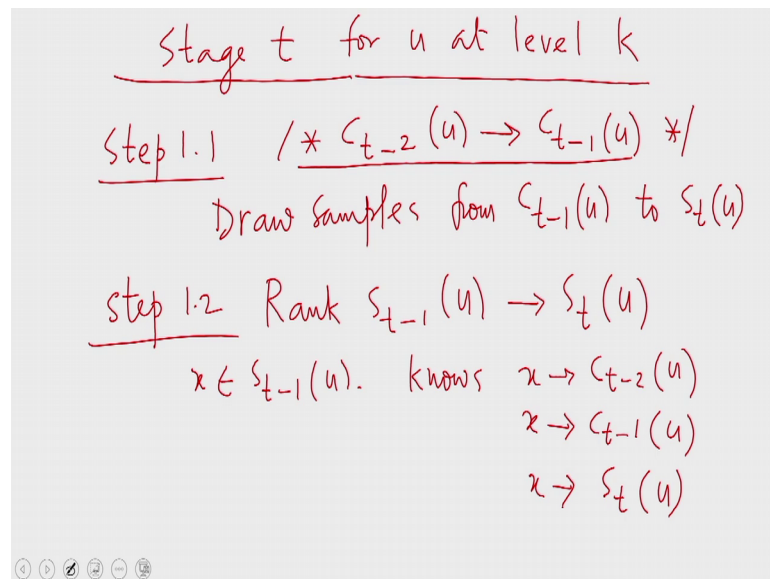 Stage t for u at level k
Step 1.1 /* C_{t-2}(u) → C_{t-1}(u) */
Draw samples from C_{t-1}(u) to S_t(u)
step 1.2 Rank S_{t-1}(u) → S_t(u)
x ∈ S_{t-1}(u). knows x → C_{t-2}(u)
x → C_{t-1}(u)
x → S_t(u)